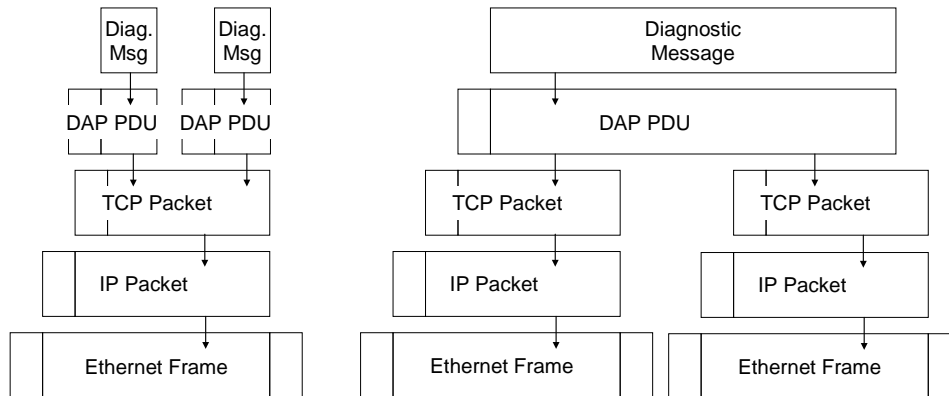 Diag.
Msg
Diag.
Msg
Diagnostic
Message
DAP PDU
DAP PDU
DAP PDU
TCP Packet
TCP Packet
TCP Packet
IP Packet
IP Packet
IP Packet
Ethernet Frame
Ethernet Frame
Ethernet Frame